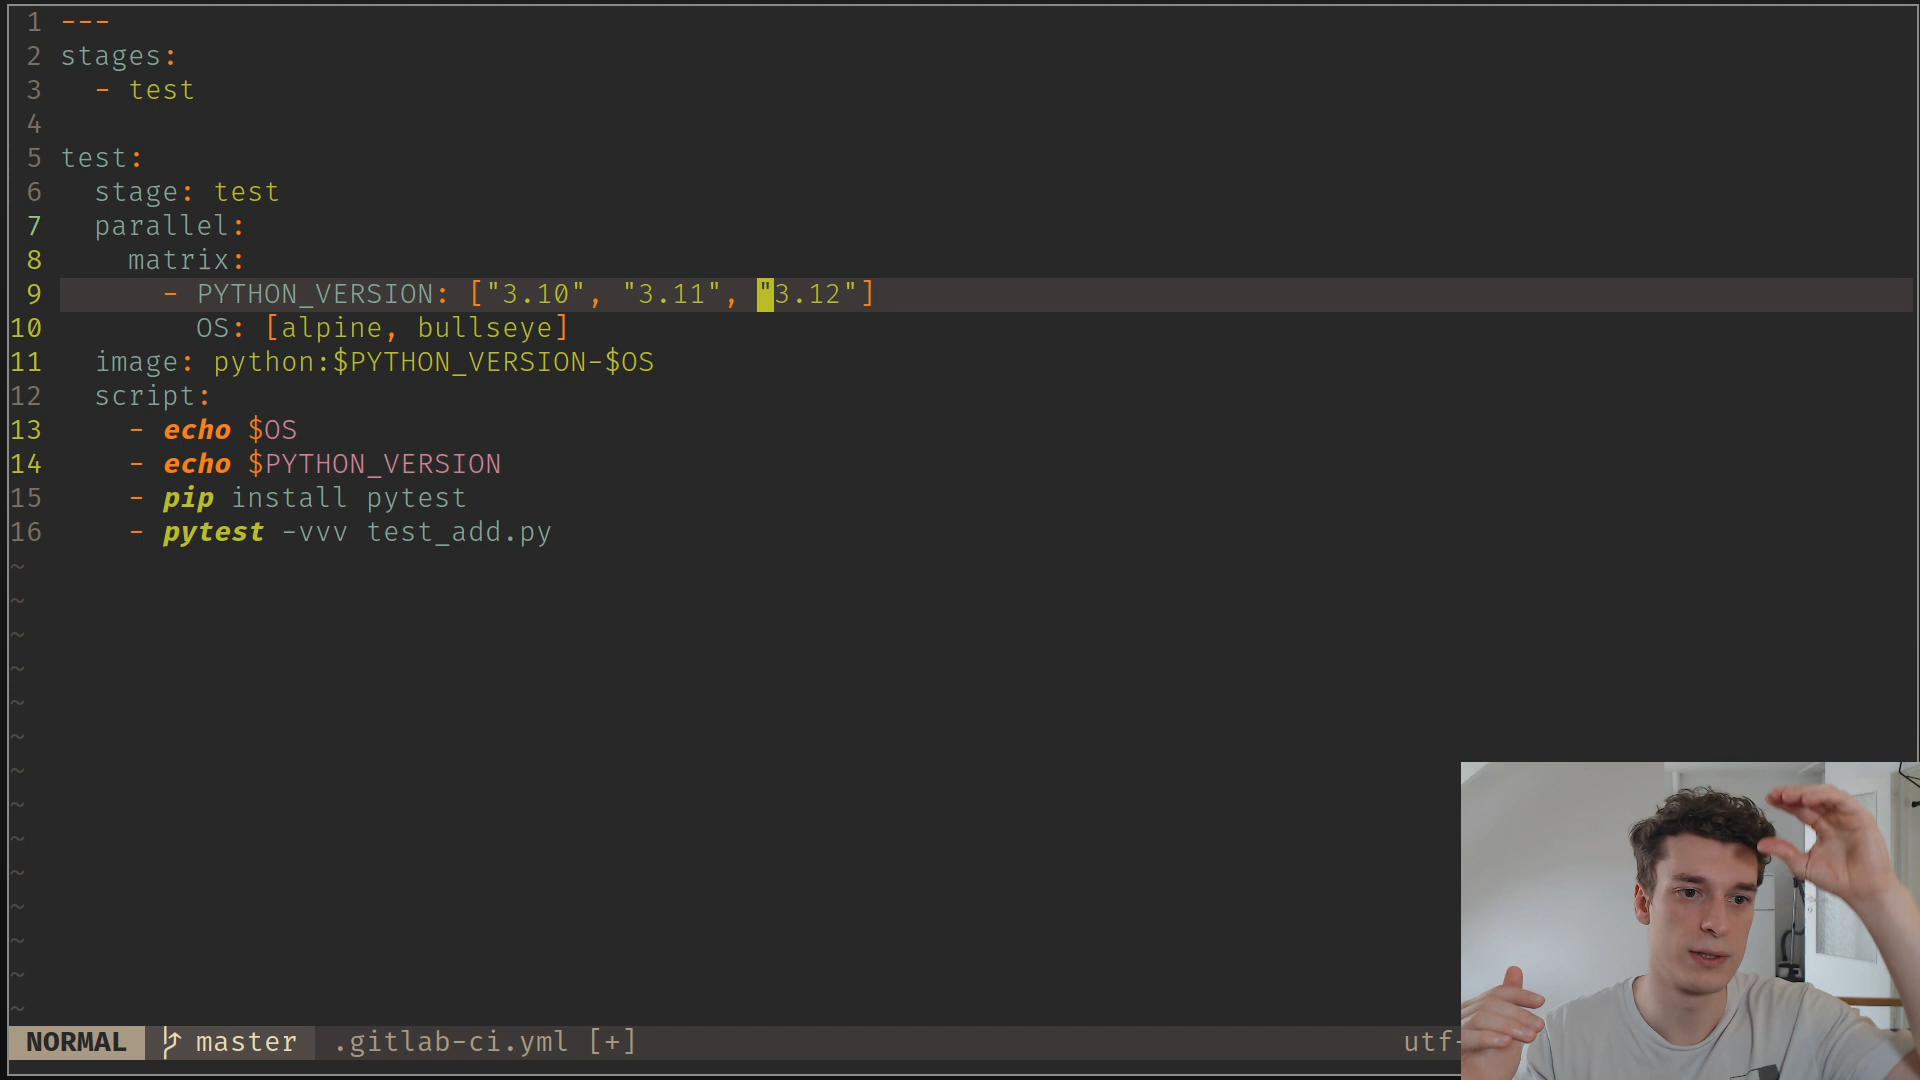 1 ---
2 stages:
3   - test
4
5 test:
6   stage: test
7   parallel:
8     matrix:
9       - PYTHON_VERSION: ["3.10", "3.11", "3.12"]
10         OS: [alpine, bullseye]
11   image: python:$PYTHON_VERSION-$OS
12   script:
13     - echo $OS
14     - echo $PYTHON_VERSION
15     - pip install pytest
16     - pytest -vvv test_add.py
~
~
~
~
~
~
~
~
~
~
~
~
~
~
NORMAL master .gitlab-ci.yml [+] utf-